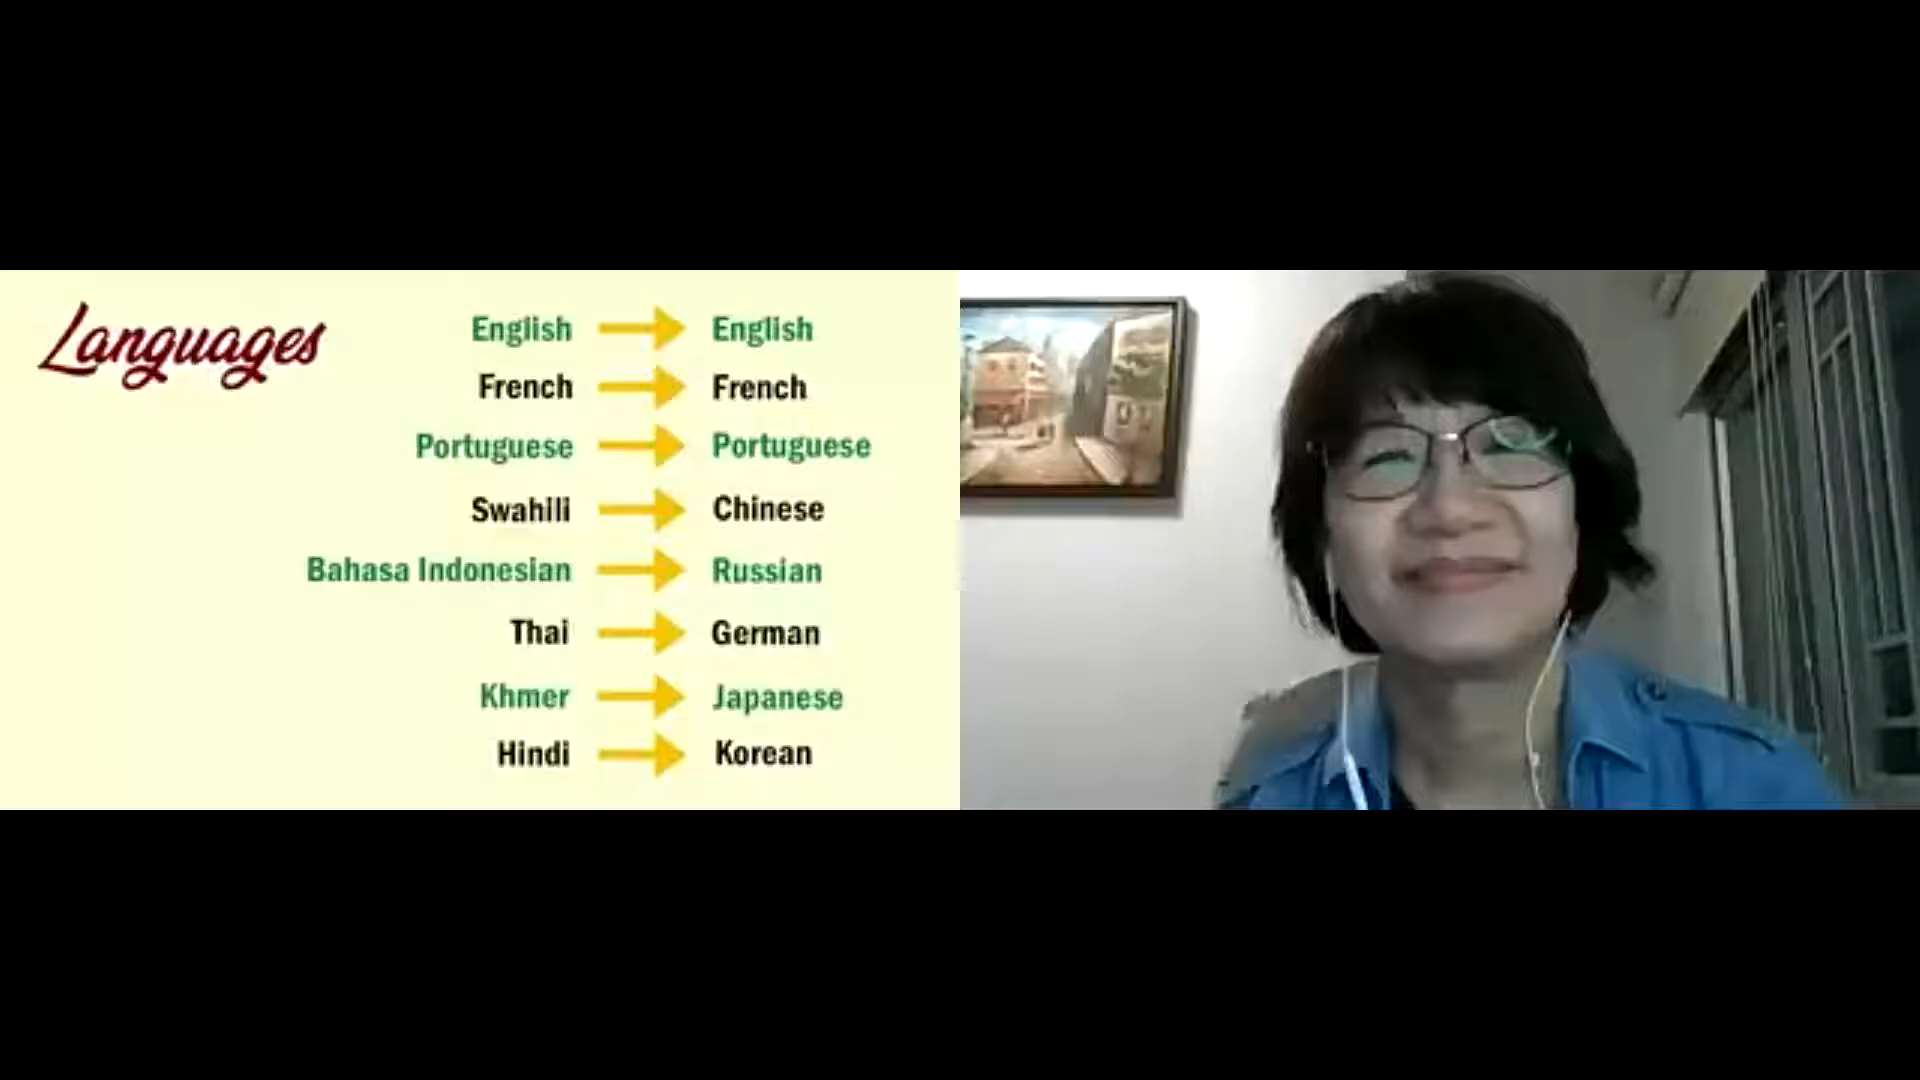 Languages
English → English
French → French
Portuguese → Portuguese
Swahili → Chinese
Bahasa Indonesian → Russian
Thai → German
Khmer → Japanese
Hindi → Korean